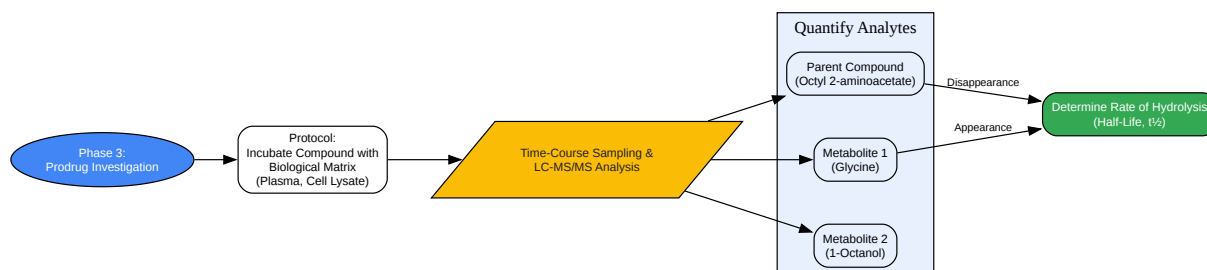 Phase 3:
Prodrug Investigation
Protocol:
Incubate Compound with
Biological Matrix
(Plasma, Cell Lysate)
Time-Course Sampling &
LC-MS/MS Analysis
Quantify Analytes
Parent Compound
(Octyl 2-aminoacetate)
Metabolite 1
(Glycine)
Metabolite 2
(1-Octanol)
Disappearance
Appearance
Determine Rate of Hydrolysis
(Half-Life, t½)